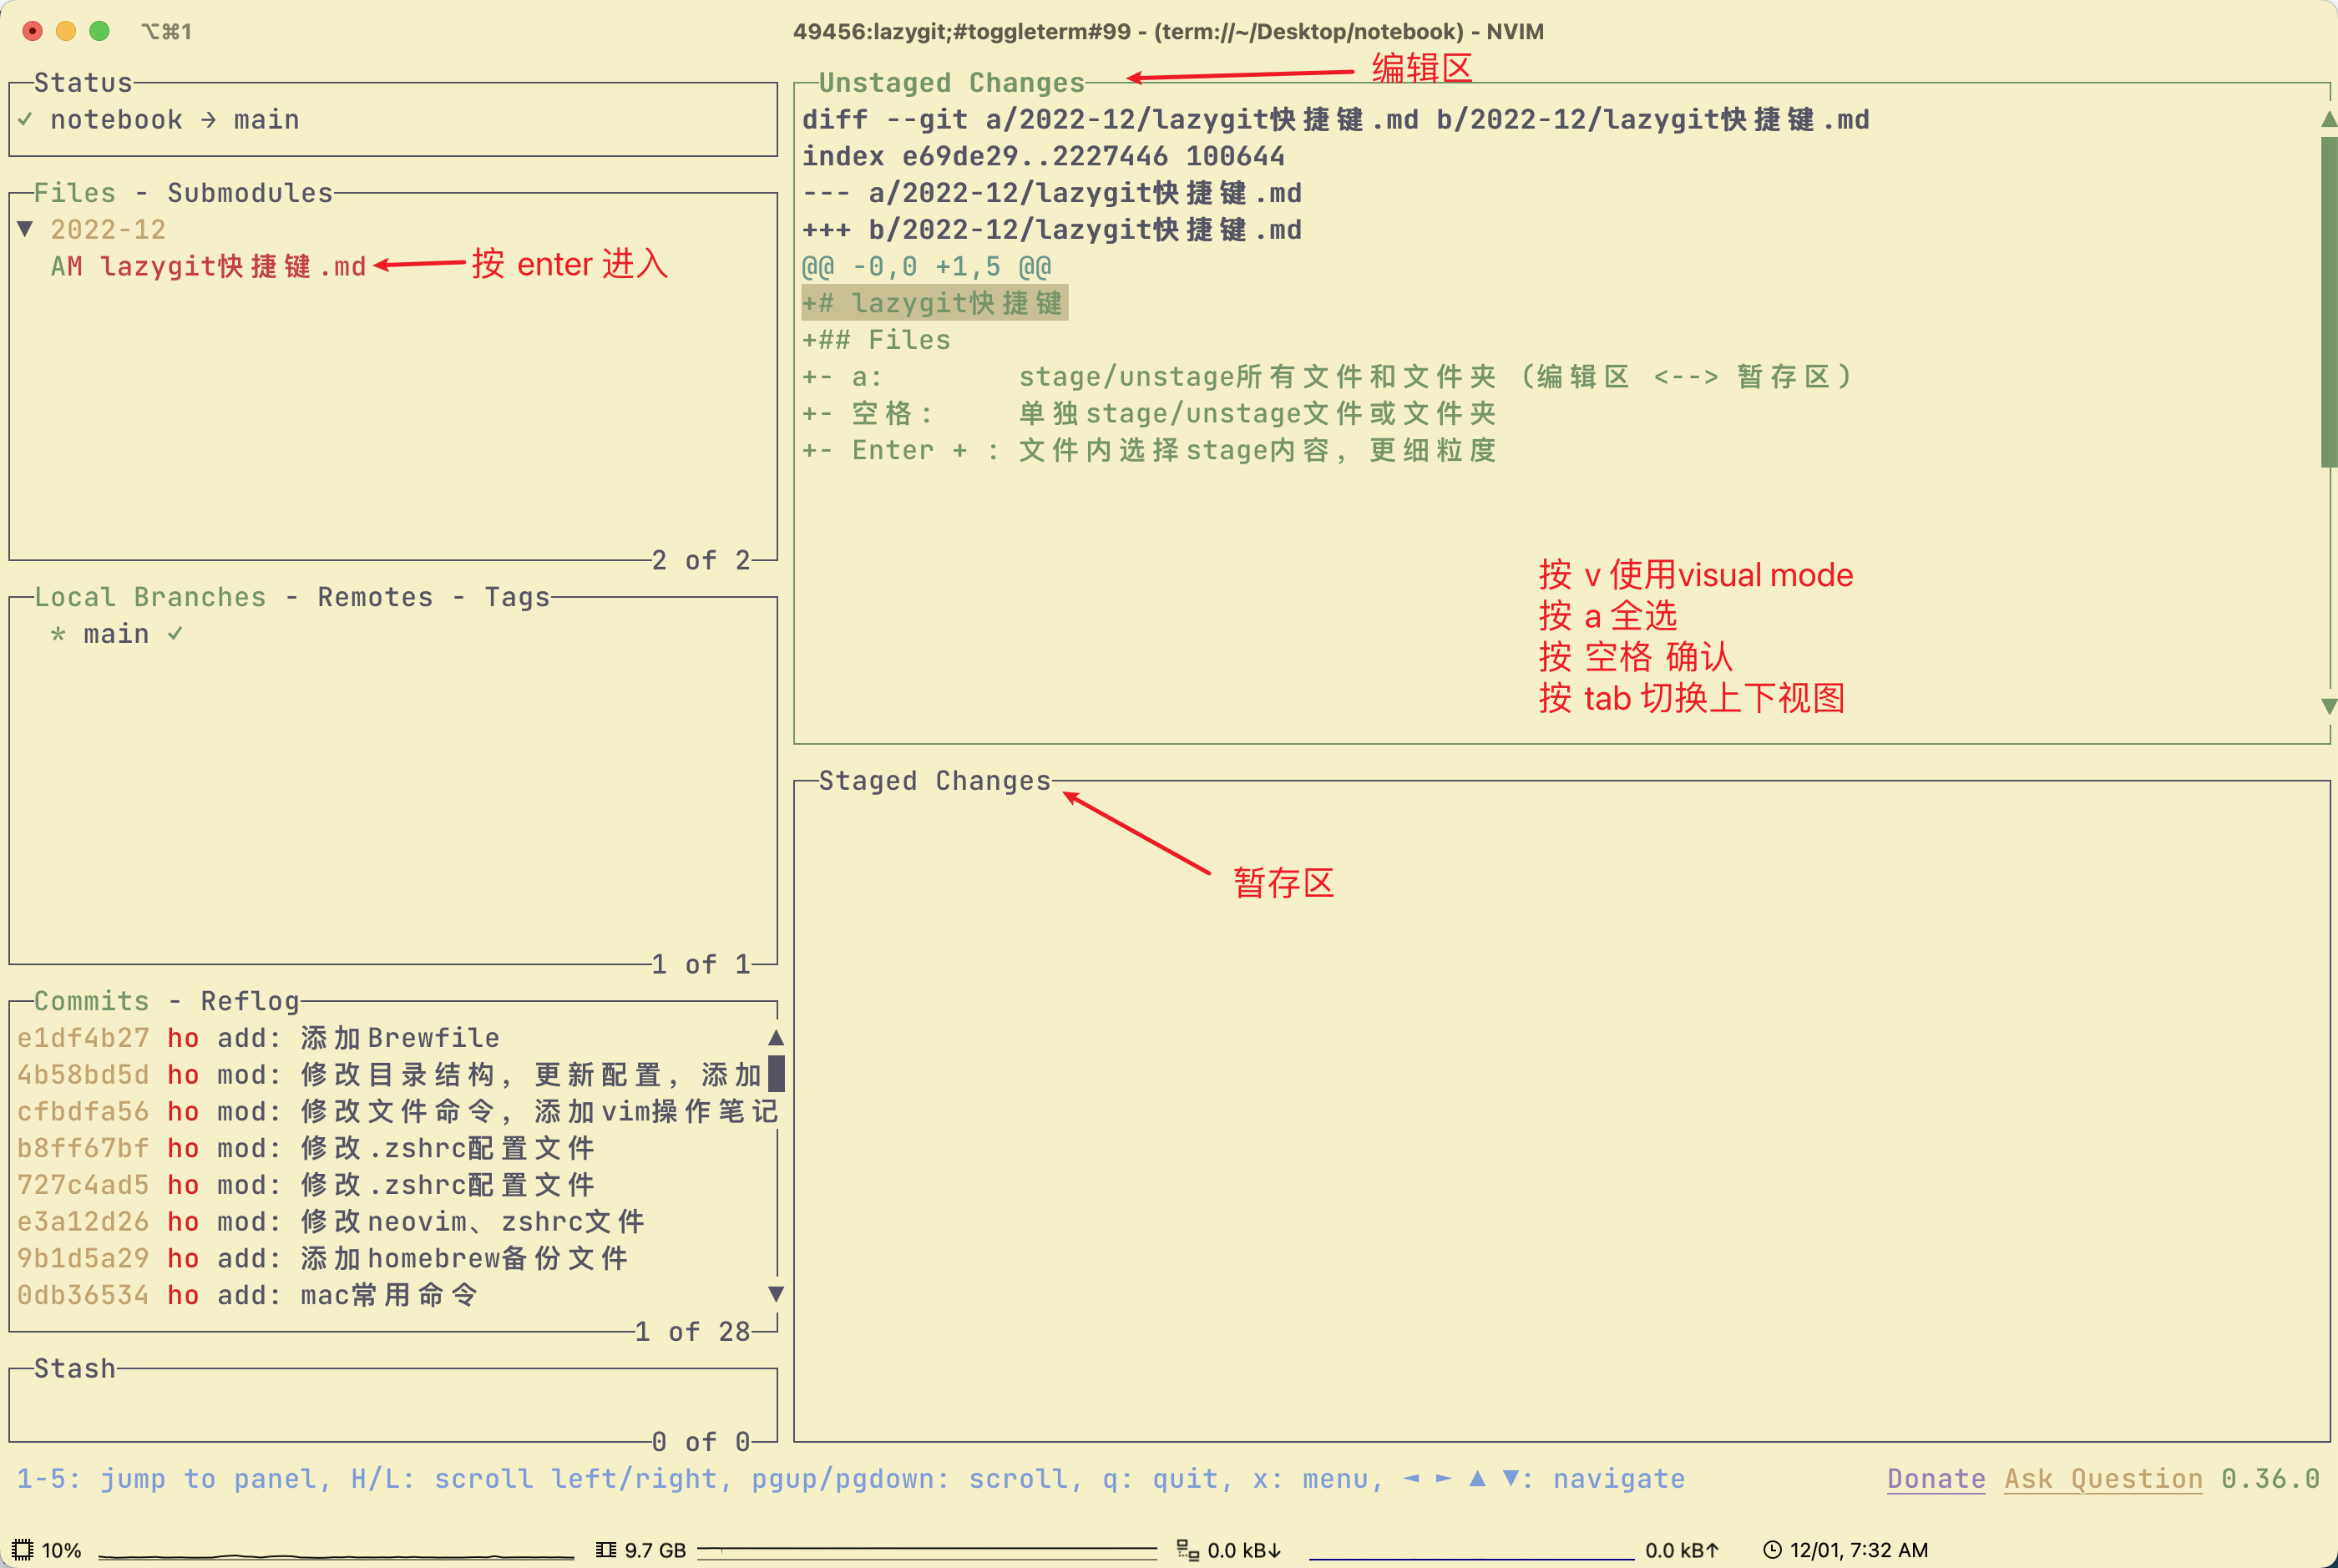 ⌥⌘1
49456:lazygit;#toggleterm#99 - (term://~/Desktop/notebook) - NVIM
Status
✓ notebook → main
Files - Submodules
▼ 2022-12
AM lazygit快捷键.md
按 enter 进入
2 of 2
Local Branches - Remotes - Tags
* main ✓
1 of 1
Commits - Reflog
e1df4b27 ho add: 添加Brewfile
4b58bd5d ho mod: 修改目录结构, 更新配置, 添加
cfbdfa56 ho mod: 修改文件命令, 添加vim操作笔记
b8ff67bf ho mod: 修改.zshrc配置文件
727c4ad5 ho mod: 修改.zshrc配置文件
e3a12d26 ho mod: 修改neovim、zshrc文件
9b1d5a29 ho add: 添加homebrew备份文件
0db36534 ho add: mac常用命令
1 of 28
Stash
0 of 0
Unstaged Changes
编辑区
diff --git a/2022-12/lazygit快捷键.md b/2022-12/lazygit快捷键.md
index e69de29..2227446 100644
--- a/2022-12/lazygit快捷键.md
+++ b/2022-12/lazygit快捷键.md
@@ -0,0 +1,5 @@
+# lazygit快捷键
+## Files
+- a: stage/unstage所有文件和文件夹 (编辑区 <--> 暂存区)
+- 空格: 单独stage/unstage文件或文件夹
+- Enter + : 文件内选择stage内容, 更细粒度
按 v 使用visual mode
按 a 全选
按 空格 确认
按 tab 切换上下视图
Staged Changes
暂存区
1-5: jump to panel, H/L: scroll left/right, pgup/pgdown: scroll, q: quit, x: menu, ◄ ► ▲ ▼: navigate
Donate Ask Question 0.36.0
10% 9.7 GB 0.0 kB↓ 0.0 kB↑ 12/01, 7:32 AM